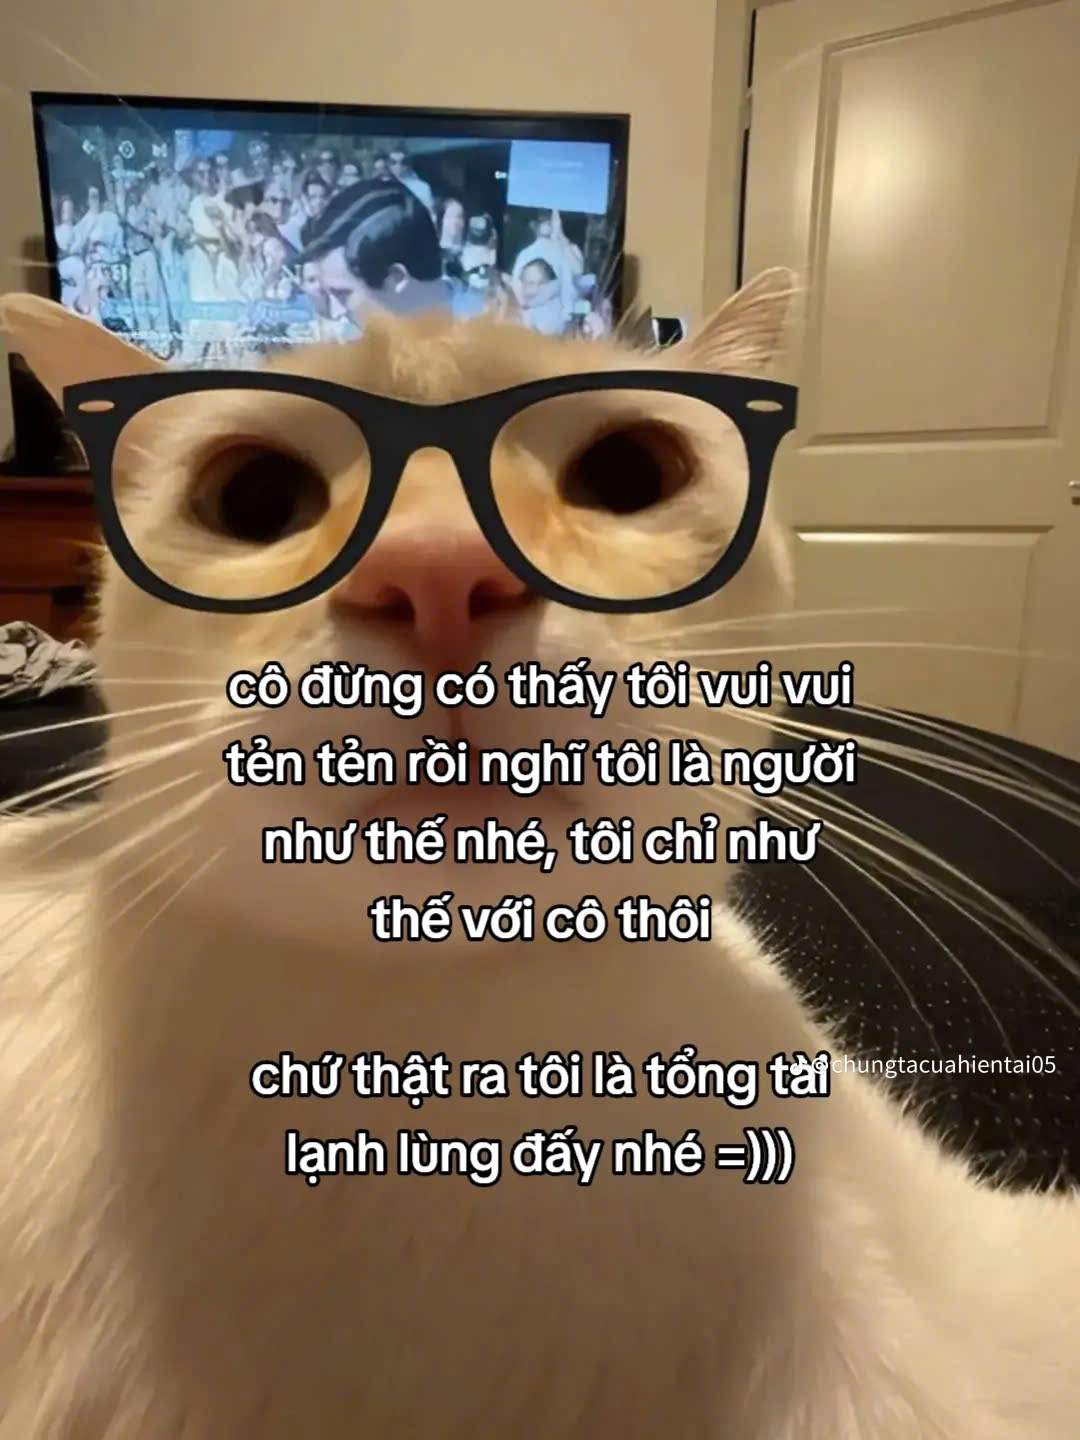 cô đừng có thấy tôi vui vui
tẻn tẻn rồi nghĩ tôi là người
như thế nhé, tôi chỉ như
thế với cô thôi
chứ thật ra tôi là tổng tài
@chungtacuahientai05
lạnh lùng đấy nhé =)))